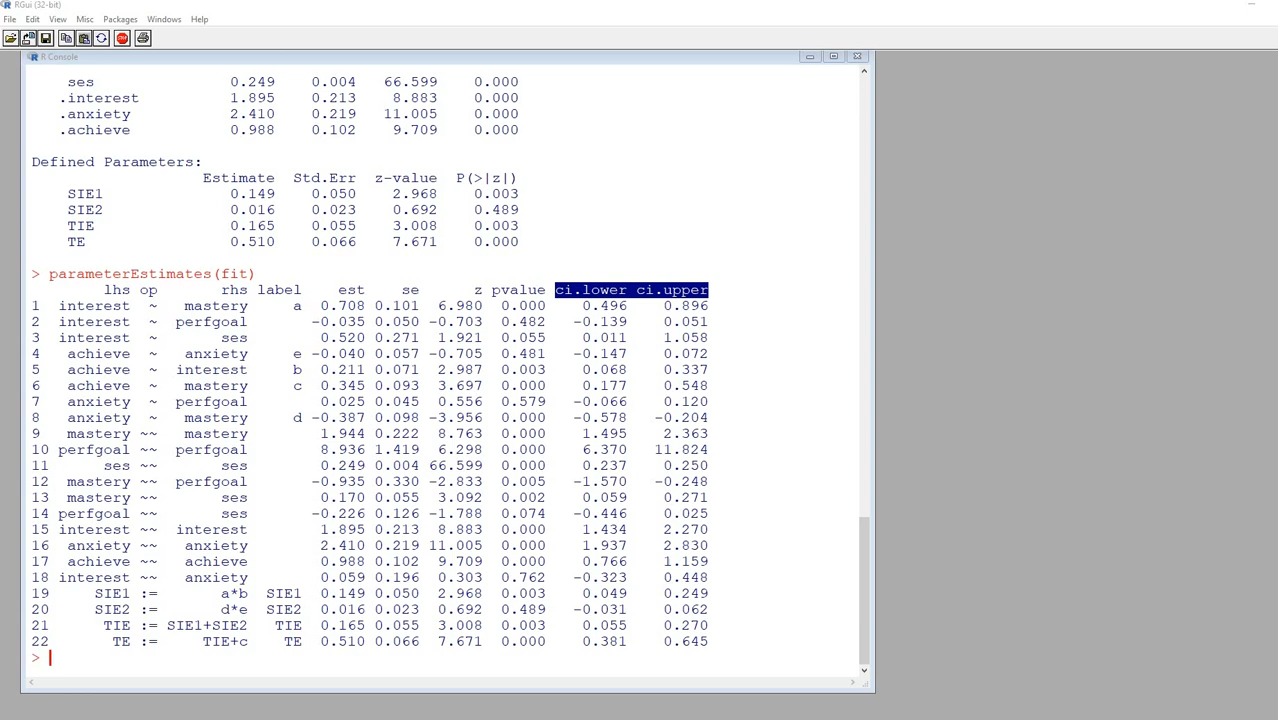 RGui (32-bit)
File Edit View Misc Packages Windows Help
STOP
R Console
ses 0.249 0.004 66.599 0.000
.interest 1.895 0.213 8.883 0.000
.anxiety 2.410 0.219 11.005 0.000
.achieve 0.988 0.102 9.709 0.000
Defined Parameters:
Estimate Std.Err z-value P(>|z|)
SIE1 0.149 0.050 2.968 0.003
SIE2 0.016 0.023 0.692 0.489
TIE 0.165 0.055 3.008 0.003
TE 0.510 0.066 7.671 0.000
> parameterEstimates(fit)
lhs op rhs label est se z pvalue ci.lower ci.upper
1 interest ~ mastery a 0.708 0.101 6.980 0.000 0.496 0.896
2 interest ~ perfgoal -0.035 0.050 -0.703 0.482 -0.139 0.051
3 interest ~ ses 0.520 0.271 1.921 0.055 0.011 1.058
4 achieve ~ anxiety e -0.040 0.057 -0.705 0.481 -0.147 0.072
5 achieve ~ interest b 0.211 0.071 2.987 0.003 0.068 0.337
6 achieve ~ mastery c 0.345 0.093 3.697 0.000 0.177 0.548
7 anxiety ~ perfgoal 0.025 0.045 0.556 0.579 -0.066 0.120
8 anxiety ~ mastery d -0.387 0.098 -3.956 0.000 -0.578 -0.204
9 mastery ~~ mastery 1.944 0.222 8.763 0.000 1.495 2.363
10 perfgoal ~~ perfgoal 8.936 1.419 6.298 0.000 6.370 11.824
11 ses ~~ ses 0.249 0.004 66.599 0.000 0.237 0.250
12 mastery ~~ perfgoal -0.935 0.330 -2.833 0.005 -1.570 -0.248
13 mastery ~~ ses 0.170 0.055 3.092 0.002 0.059 0.271
14 perfgoal ~~ ses -0.226 0.126 -1.788 0.074 -0.446 0.025
15 interest ~~ interest 1.895 0.213 8.883 0.000 1.434 2.270
16 anxiety ~~ anxiety 2.410 0.219 11.005 0.000 1.937 2.830
17 achieve ~~ achieve 0.988 0.102 9.709 0.000 0.766 1.159
18 interest ~~ anxiety 0.059 0.196 0.303 0.762 -0.323 0.448
19 SIE1 := a*b SIE1 0.149 0.050 2.968 0.003 0.049 0.249
20 SIE2 := d*e SIE2 0.016 0.023 0.692 0.489 -0.031 0.062
21 TIE := SIE1+SIE2 TIE 0.165 0.055 3.008 0.003 0.055 0.270
22 TE := TIE+c TE 0.510 0.066 7.671 0.000 0.381 0.645
>